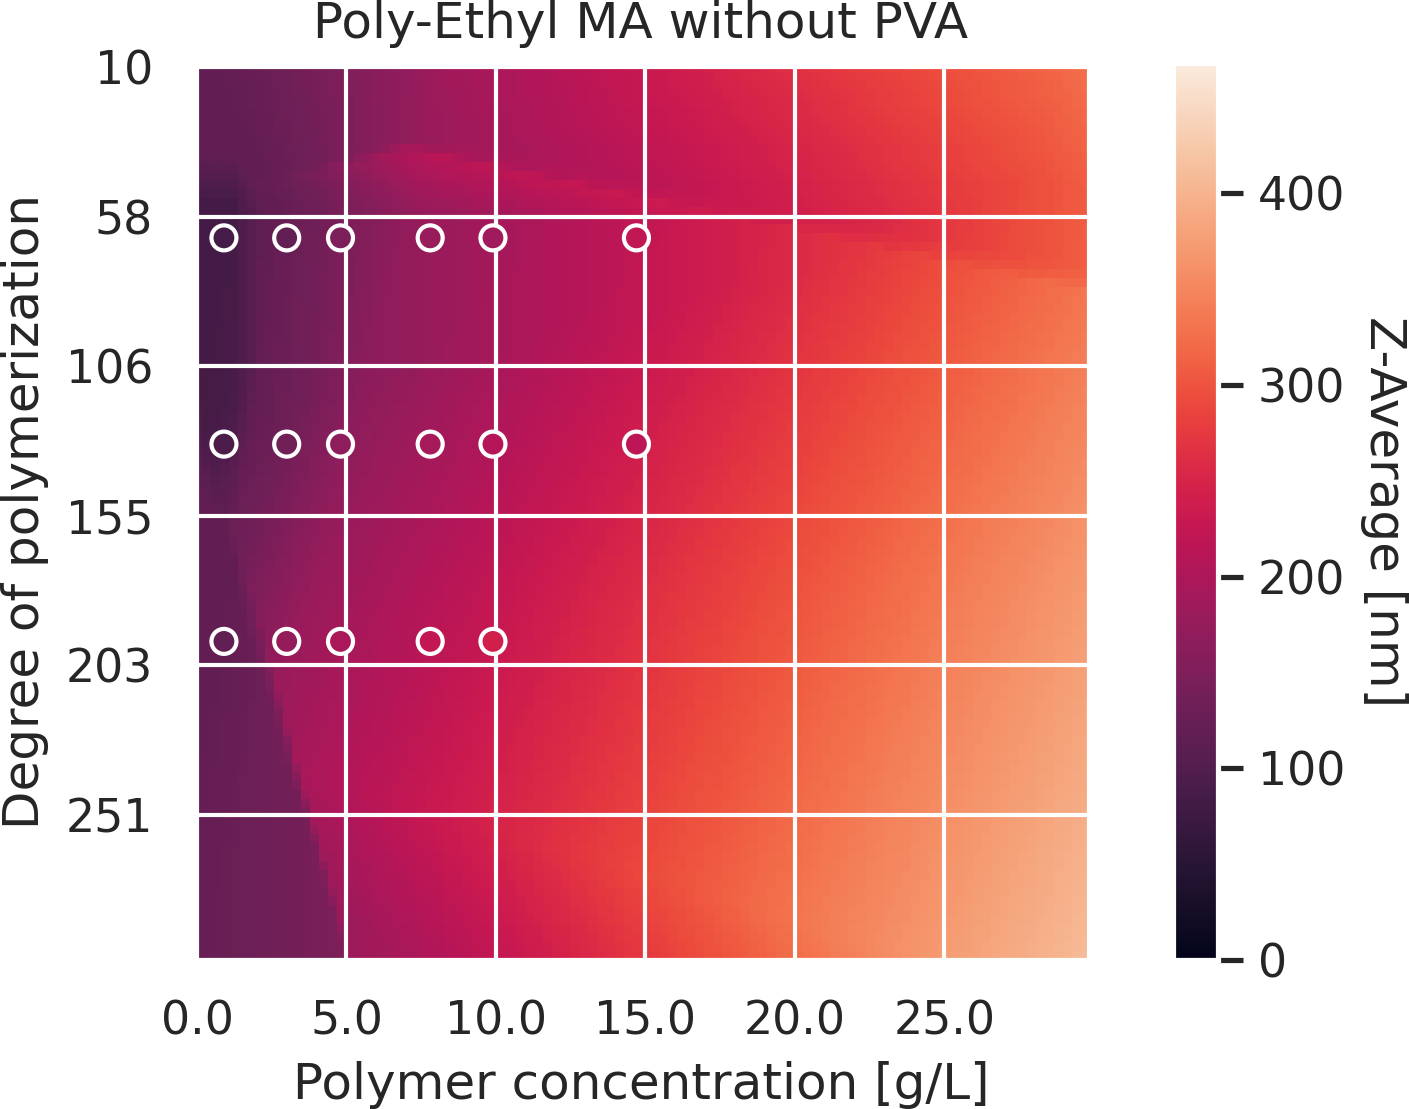 Poly-Ethyl MA without PVA
10
58
106
155
203
251
Degree of polymerization
0.0 5.0 10.0 15.0 20.0 25.0
Polymer concentration [g/L]
400
300
200
100
0
Z-Average [nm]